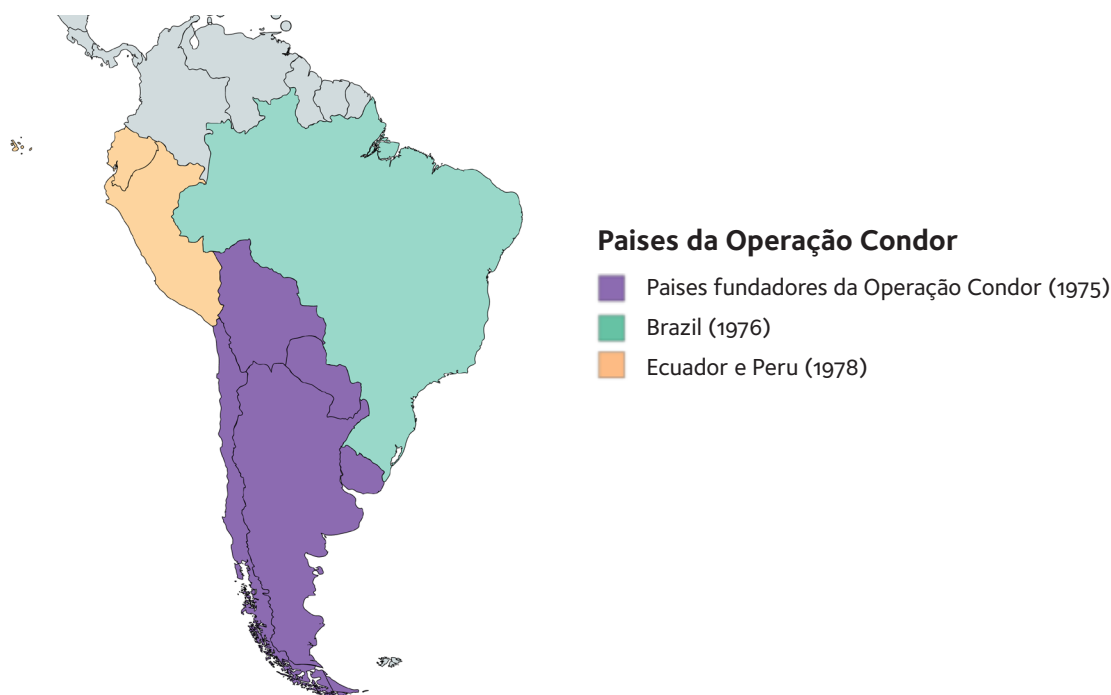 Paises da Operação Condor
Paises fundadores da Operação Condor (1975)
Brazil (1976)
Ecuador e Peru (1978)